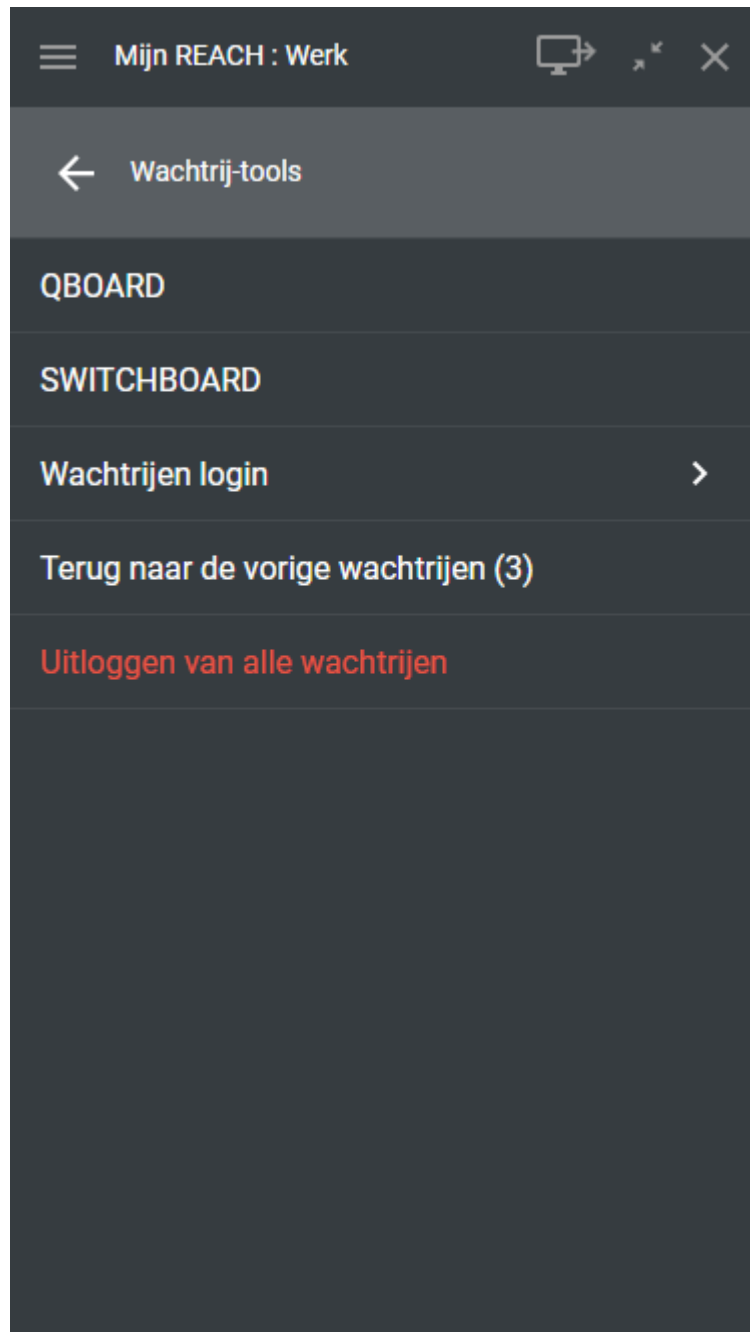 Mijn REACH : Werk
Wachtrij-tools
QBOARD
SWITCHBOARD
Wachtrijen login
Terug naar de vorige wachtrijen (3)
Uitloggen van alle wachtrijen